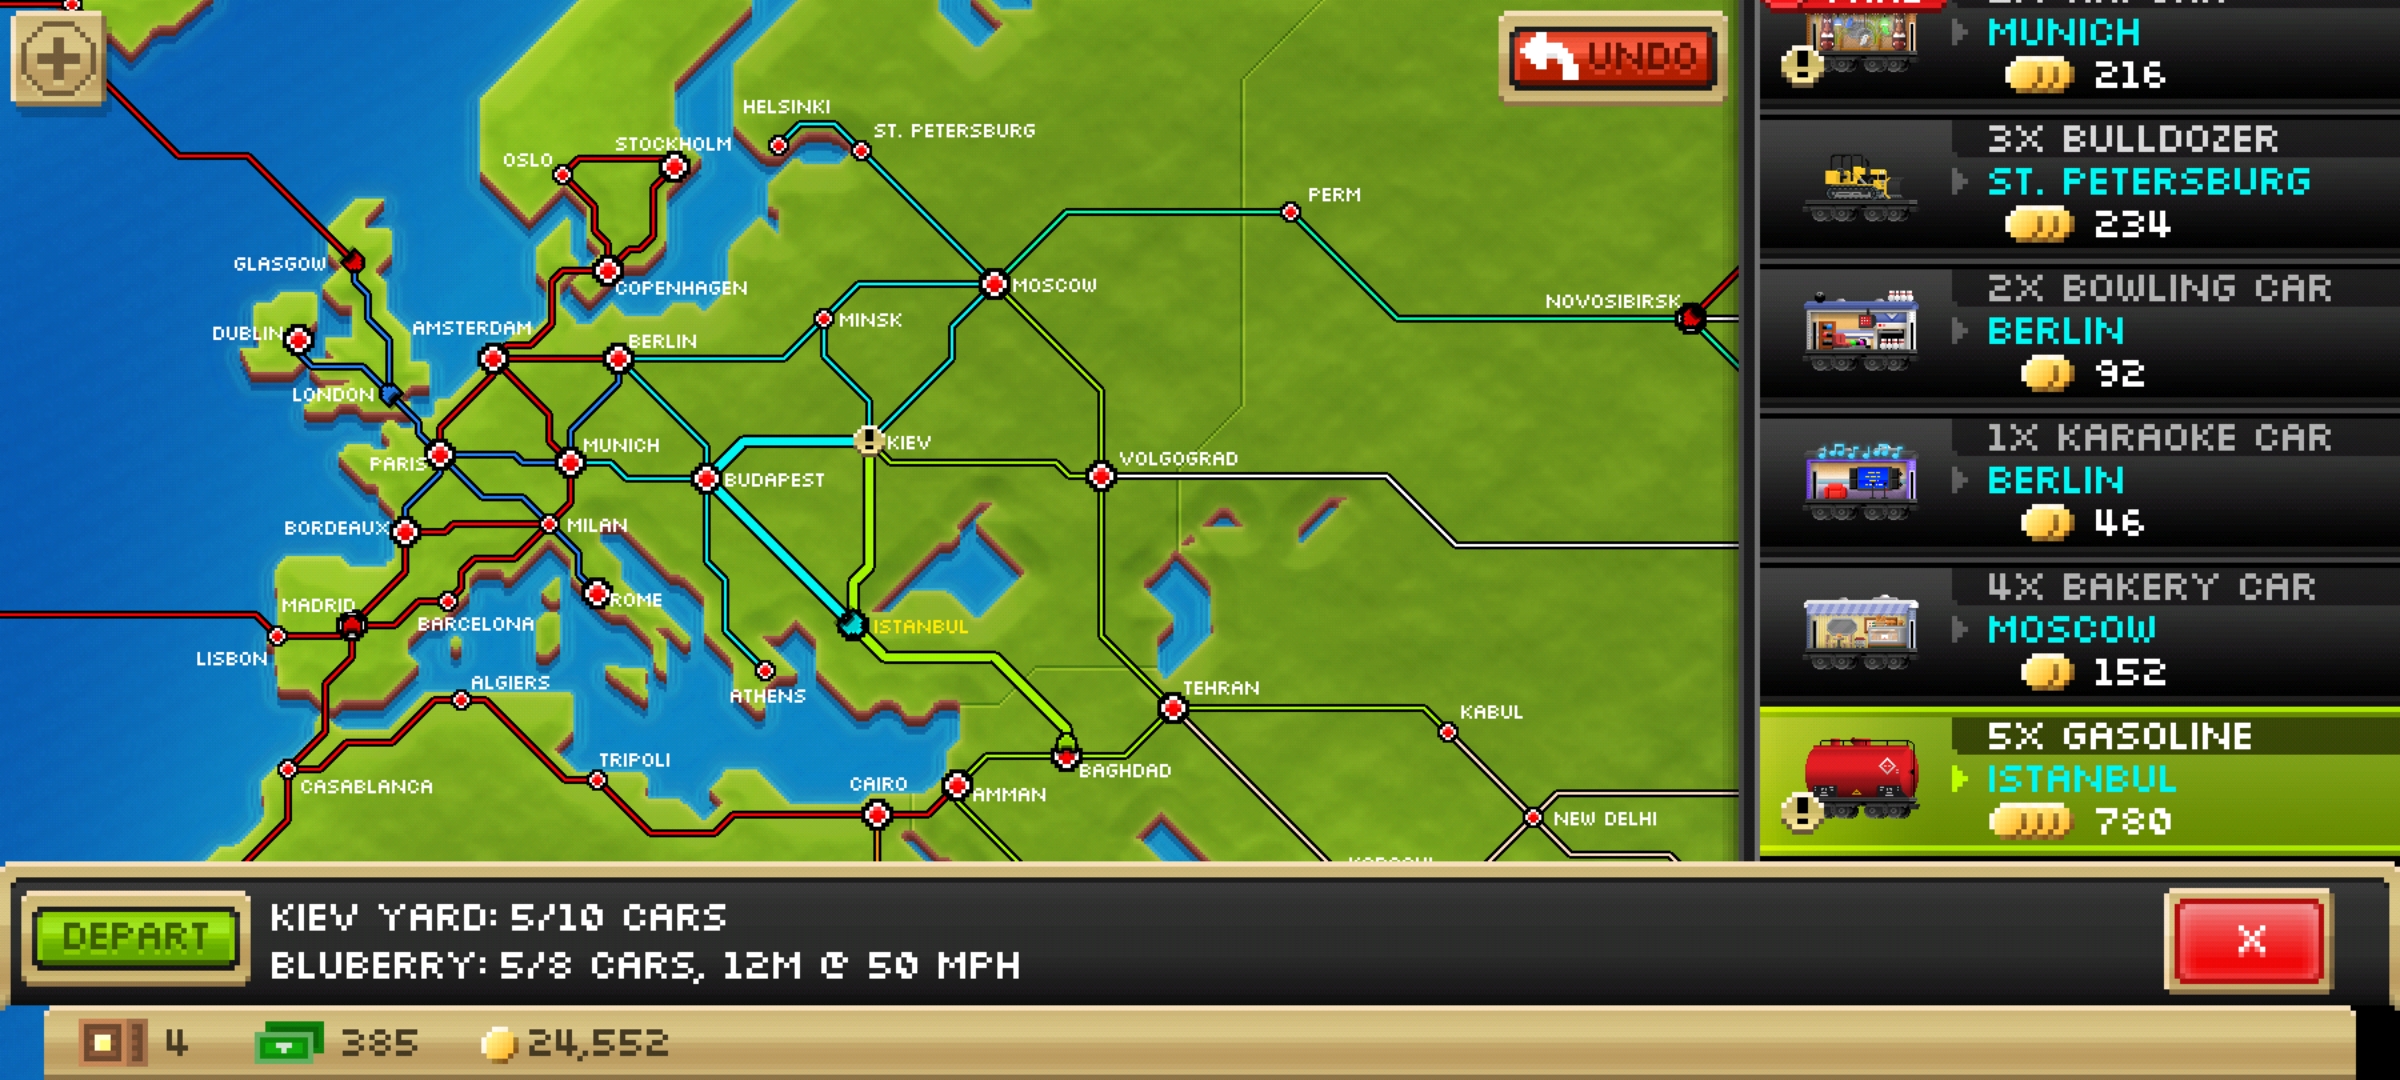 UNDO
HELSINKI
ST. PETERSBURG
STOCKHOLM
OSLO
PERM
GLASGOW
COPENHAGEN
MOSCOW
NOVOSIBIRSK
DUBLIN
AMSTERDAM
BERLIN
MINSK
LONDON
PARIS
MUNICH
BUDAPEST
KIEV
VOLGOGRAD
BORDEAUX
MILAN
MADRID
ROME
BARCELONA
ISTANBUL
LISBON
ALGIERS
ATHENS
TEHRAN
KABUL
CASABLANCA
TRIPOLI
CAIRO
AMMAN
BAGHDAD
NEW DELHI
MUNICH
216
3X BULLDOZER
ST. PETERSBURG
234
2X BOWLING CAR
BERLIN
92
1X KARAOKE CAR
BERLIN
46
4X BAKERY CAR
MOSCOW
152
5X GASOLINE
ISTANBUL
780
DEPART
KIEV YARD: 5/10 CARS
BLUBERRY: 5/8 CARS, 12M @ 50 MPH
X
4
385
24,552